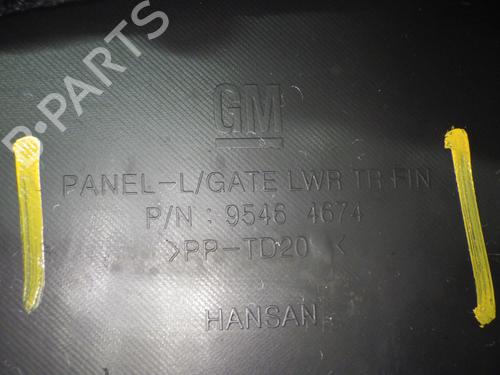 B-PARTS
GM
PANEL-L/GATE LWR TR FIN
P/N : 9546 4674
>PP-TD20<
HANSAN